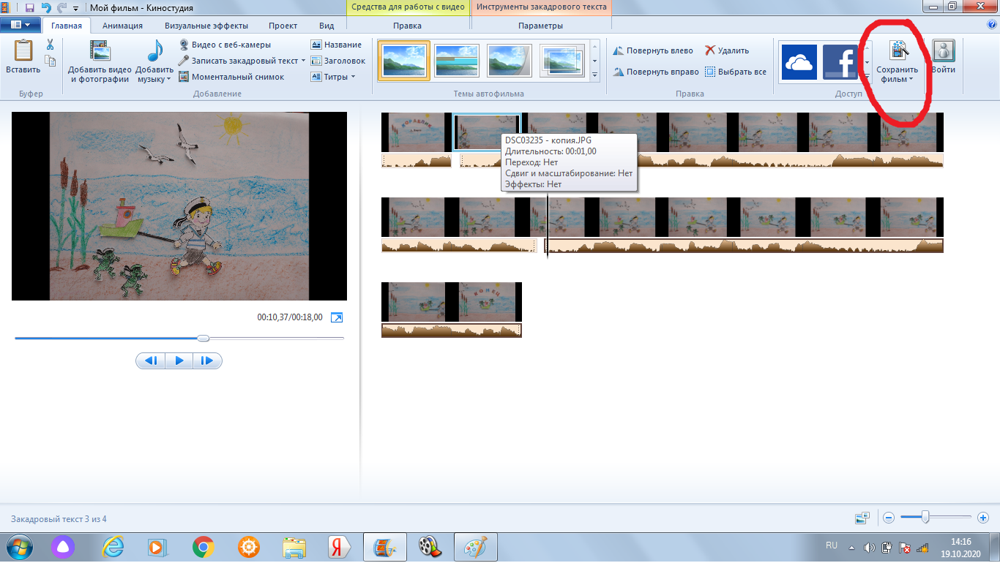 Мой фильм - Киностудия
Средства для работы с видео
Инструменты закадрового текста
Главная
Анимация
Визуальные эффекты
Проект
Вид
Правка
Параметры
Вставить
Буфер
Добавить видео
и фотографии
Добавить
музыку
Видео с веб-камеры
Записать закадровый текст
Моментальный снимок
Название
Заголовок
Титры
Добавление
Темы автофильма
Повернуть влево
Повернуть вправо
Удалить
Выбрать все
Правка
f
Доступ
Сохранить
фильм
Войти
КОРАБЛИК
DSC03235 - копия.JPG
Длительность: 00:01,00
Переход: Нет
Сдвиг и масштабирование: Нет
Эффекты: Нет
КОНЕЦ
00:10,37/00:18,00
Закадровый текст 3 из 4
Я
RU
14:16
19.10.2020